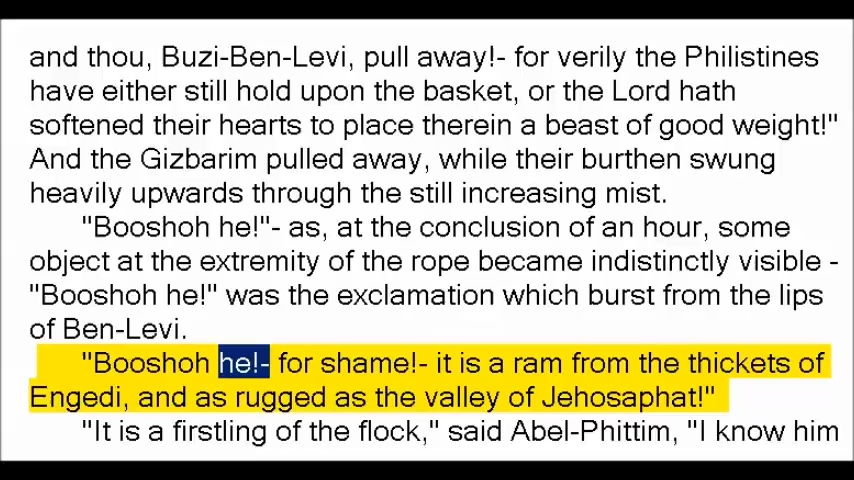 and thou, Buzi-Ben-Levi, pull away!- for verily the Philistines
have either still hold upon the basket, or the Lord hath
softened their hearts to place therein a beast of good weight!"
And the Gizbarim pulled away, while their burthen swung
heavily upwards through the still increasing mist.
"Booshoh he!"- as, at the conclusion of an hour, some
object at the extremity of the rope became indistinctly visible -
"Booshoh he!" was the exclamation which burst from the lips
of Ben-Levi.
"Booshoh he!- for shame!- it is a ram from the thickets of
Engedi, and as rugged as the valley of Jehosaphat!"
"It is a firstling of the flock," said Abel-Phittim, "I know him